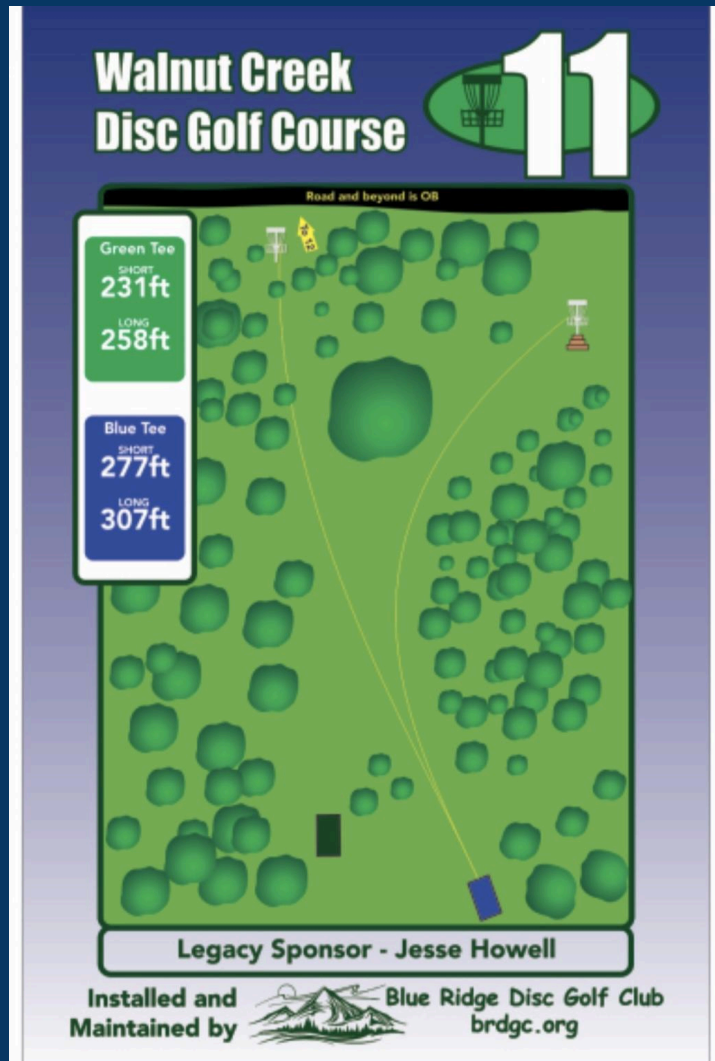 Walnut Creek
Disc Golf Course
11
Road and beyond is OB
To 12
Green Tee
SHORT
231ft
LONG
258ft
Blue Tee
SHORT
277ft
LONG
307ft
Legacy Sponsor - Jesse Howell
Installed and
Maintained by
Blue Ridge Disc Golf Club
brdgc.org